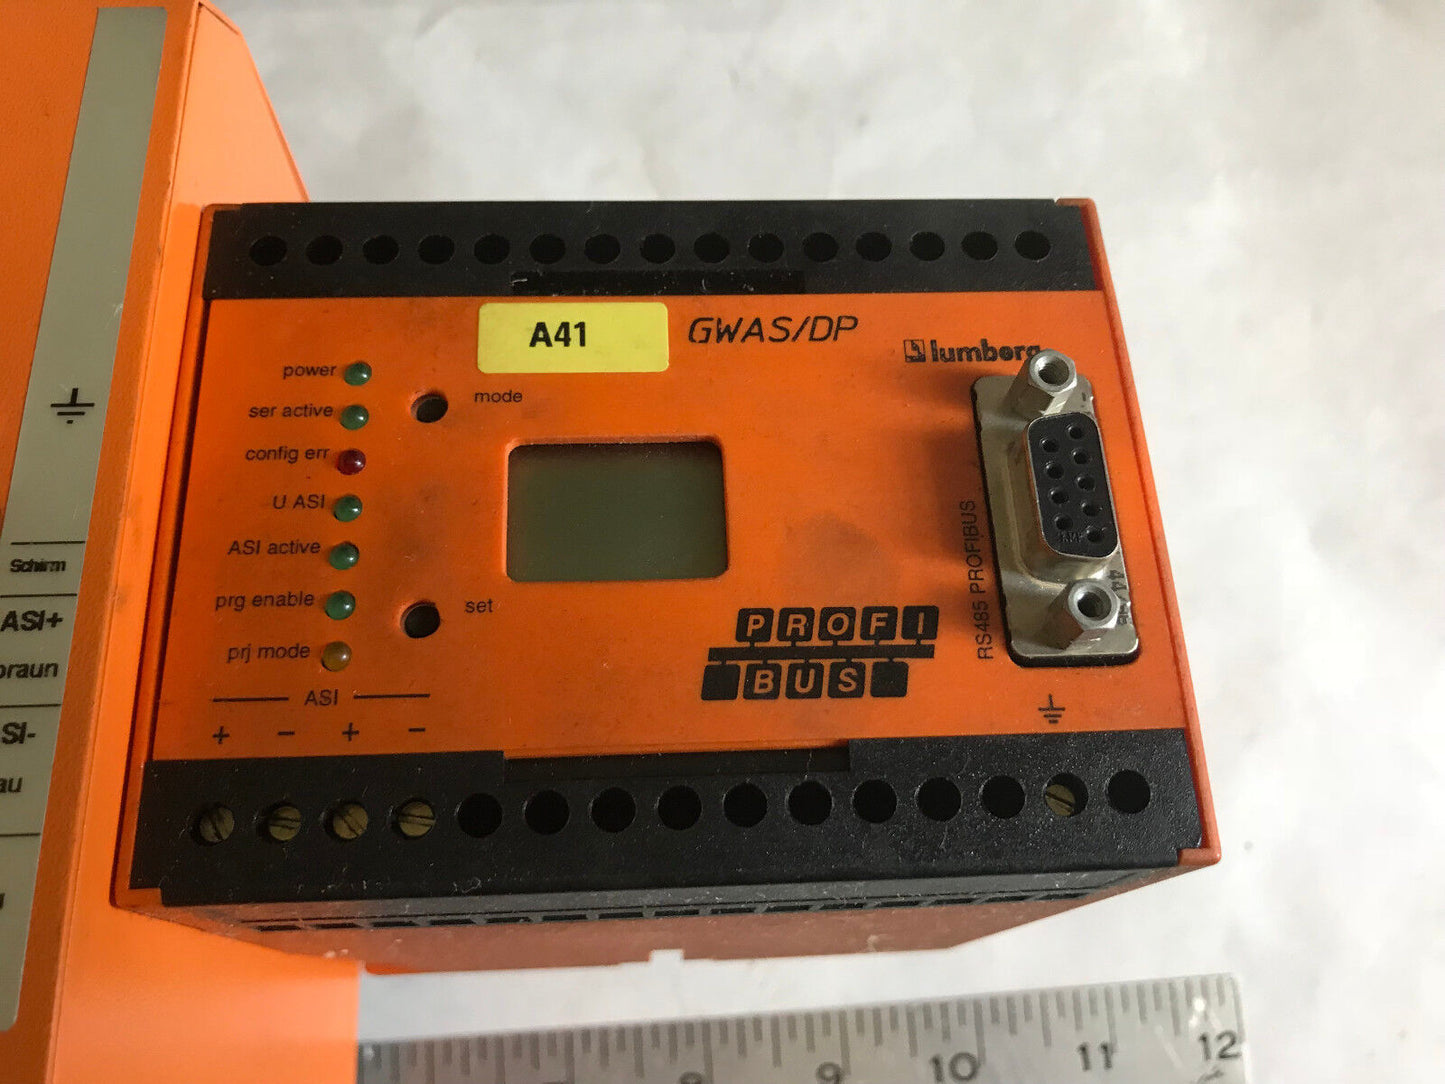 A41
GWAS/DP
lumberg
power
ser active
config err
U ASI
ASI active
prg enable
prj mode
mode
set
ASI
+ - + -
PROFI
BUS
RS485 PROFIBUS
Schirm
ASI+
braun
SI-
au
9 10 11 12